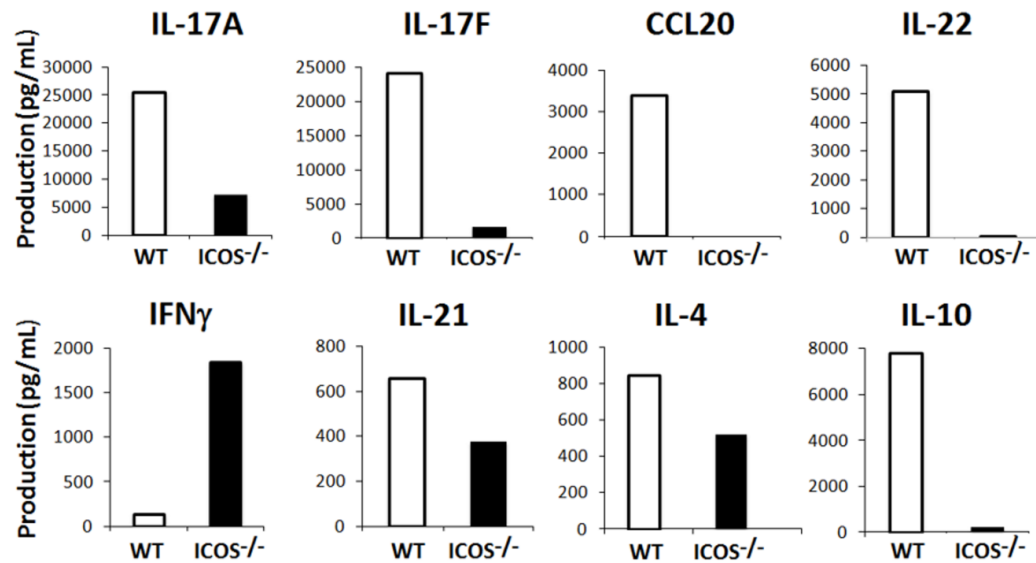 IL-17A IL-17F CCL20 IL-22
Production (pg/mL)
30000 25000 20000 15000 10000 5000 0
WT ICOS-/-
25000 20000 15000 10000 5000 0
WT ICOS-/-
4000 3000 2000 1000 0
WT ICOS-/-
6000 5000 4000 3000 2000 1000 0
WT ICOS-/-
IFNγ IL-21 IL-4 IL-10
Production (pg/mL)
2000 1500 1000 500 0
WT ICOS-/-
800 600 400 200 0
WT ICOS-/-
1000 800 600 400 200 0
WT ICOS-/-
8000 6000 4000 2000 0
WT ICOS-/-